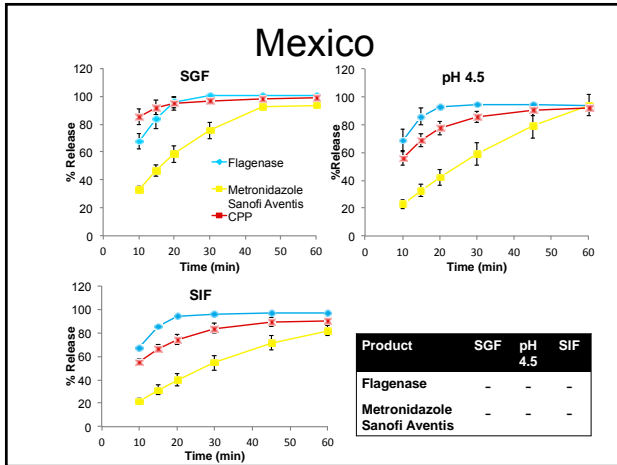 Mexico
SGF
% Release
120
100
80
60
40
20
0
0 10 20 30 40 50 60
Time (min)
Flagenase
Metronidazole
Sanofi Aventis
CPP
pH 4.5
%Release
120
100
80
60
40
20
0
0 10 20 30 40 50 60
Time (min)
SIF
% Release
120
100
80
60
40
20
0
0 10 20 30 40 50 60
Time (min)
Product SGF pH 4.5 SIF
Flagenase - - -
Metronidazole - - -
Sanofi Aventis